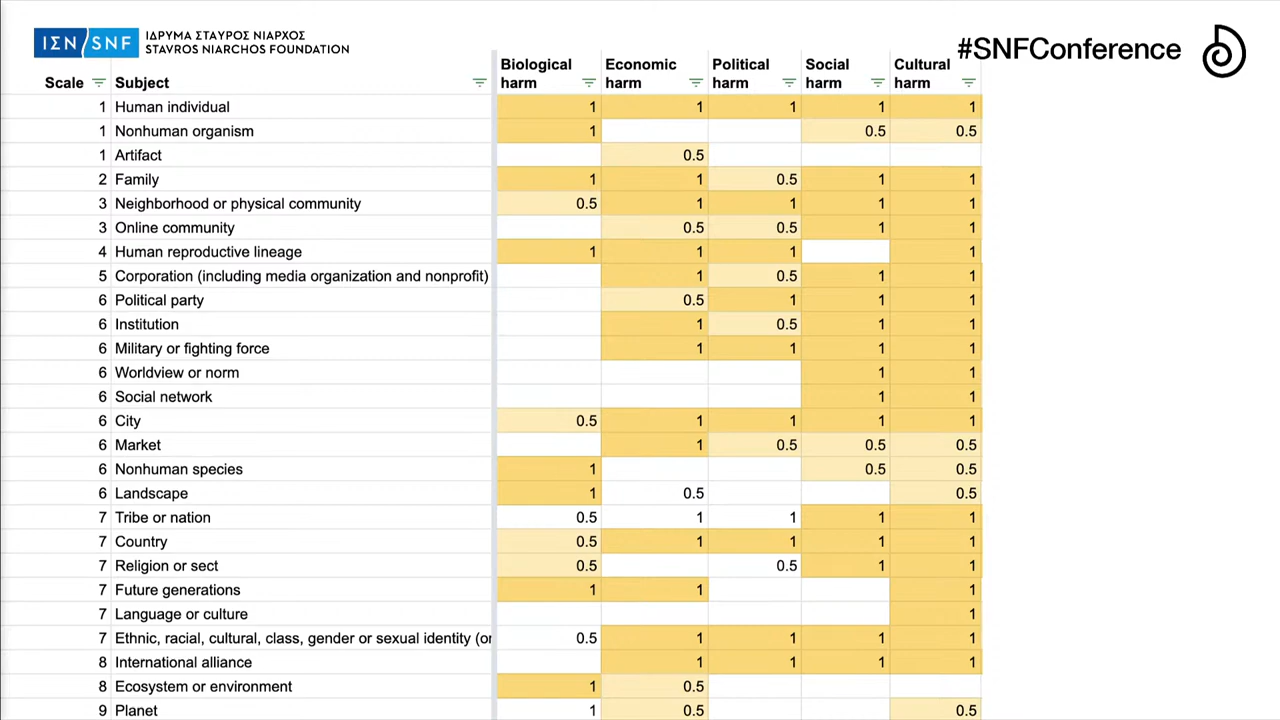 ΙΣΝ/SNF ΙΔΡΥΜΑ ΣΤΑΥΡΟΣ ΝΙΑΡΧΟΣ
STAVROS NIARCHOS FOUNDATION
#SNFConference
Scale Subject Biological harm Economic harm Political harm Social harm Cultural harm
1 Human individual 1 1 1 1 1
1 Nonhuman organism 1 0.5 0.5
1 Artifact 0.5
2 Family 1 1 0.5 1 1
3 Neighborhood or physical community 0.5 1 1 1 1
3 Online community 0.5 0.5 1 1
4 Human reproductive lineage 1 1 1 1
5 Corporation (including media organization and nonprofit) 1 0.5 1 1
6 Political party 0.5 1 1 1
6 Institution 1 0.5 1 1
6 Military or fighting force 1 1 1 1
6 Worldview or norm 1 1
6 Social network 1 1
6 City 0.5 1 1 1 1
6 Market 1 0.5 0.5 0.5
6 Nonhuman species 1 0.5 0.5
6 Landscape 1 0.5 0.5
7 Tribe or nation 0.5 1 1 1 1
7 Country 0.5 1 1 1 1
7 Religion or sect 0.5 0.5 1 1
7 Future generations 1 1 1
7 Language or culture 1
7 Ethnic, racial, cultural, class, gender or sexual identity (or 0.5 1 1 1 1
8 International alliance 1 1 1 1
8 Ecosystem or environment 1 0.5
9 Planet 1 0.5 0.5